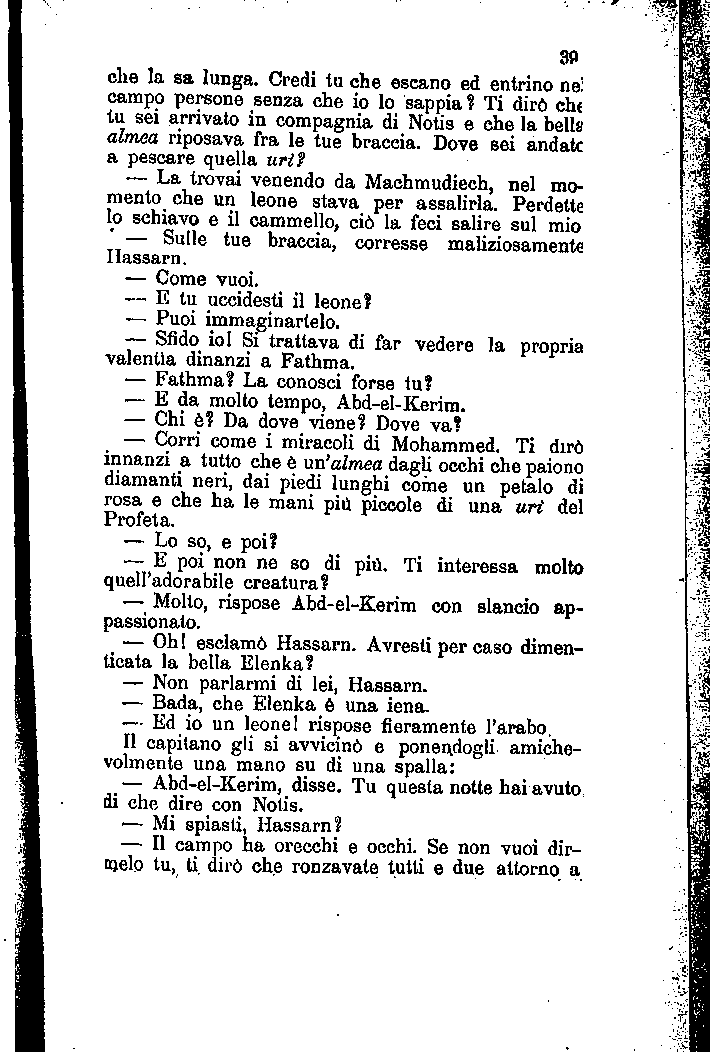 39
che la sa lunga. Credi tu che escano ed entrino nel
campo persone senza che io lo sappia? Ti dirò che
tu sei arrivato in compagnia di Notis e che la bella
almea riposava fra le tue braccia. Dove sei andato
a pescare quella uri?
— La trovai venendo da Machmudiech, nel mo-
mento che un leone stava per assalirla. Perdette
lo schiavo e il cammello, ciò la feci salire sul mio
— Sulle tue braccia, corresse maliziosamente
Hassarn.
— Come vuoi.
— E tu uccidesti il leone?
— Puoi immaginartelo.
— Sfido io! Si trattava di far vedere la propria
valentia dinanzi a Fathma.
— Fathma? La conosci forse tu?
— E da molto tempo, Abd-el-Kerim.
— Chi è? Da dove viene? Dove va?
— Corri come i miracoli di Mohammed. Ti dirò
innanzi a tutto che è un'almea dagli occhi che paiono
diamanti neri, dai piedi lunghi come un petalo di
rosa e che ha le mani più piccole di una uri del
Profeta.
— Lo so, e poi?
— E poi non ne so di più. Ti interessa molto
quell'adorabile creatura?
— Molto, rispose Abd-el-Kerim con slancio ap-
passionato.
— Oh! esclamò Hassarn. Avresti per caso dimen-
ticata la bella Elenka?
— Non parlarmi di lei, Hassarn.
— Bada, che Elenka è una iena.
— Ed io un leone! rispose fieramente l'arabo.
Il capitano gli si avvicinò e ponendogli amiche-
volmente una mano su di una spalla:
— Abd-el-Kerim, disse. Tu questa notte hai avuto
di che dire con Notis.
— Mi spiasti, Hassarn?
— Il campo ha orecchi e occhi. Se non vuoi dir-
melo tu, ti dirò che ronzavate tutti e due attorno a